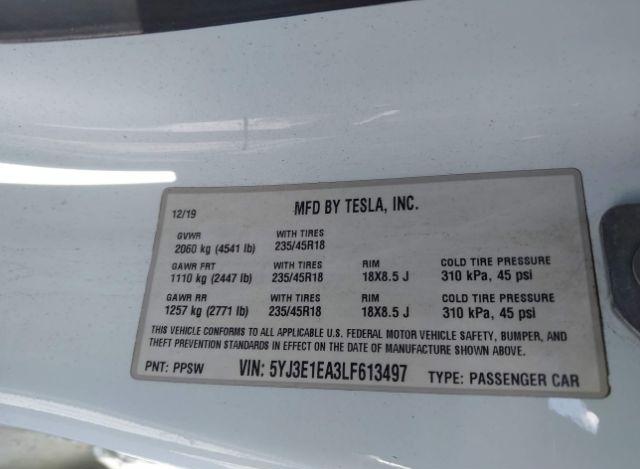 12/19 MFD BY TESLA, INC.
GVWR WITH TIRES
2060 kg (4541 lb) 235/45R18
GAWR FRT WITH TIRES RIM COLD TIRE PRESSURE
1110 kg (2447 lb) 235/45R18 18X8.5 J 310 kPa, 45 psi
GAWR RR WITH TIRES RIM COLD TIRE PRESSURE
1257 kg (2771 lb) 235/45R18 18X8.5 J 310 kPa, 45 psi
THIS VEHICLE CONFORMS TO ALL APPLICABLE U.S. FEDERAL MOTOR VEHICLE SAFETY, BUMPER, AND
THEFT PREVENTION STANDARDS IN EFFECT ON THE DATE OF MANUFACTURE SHOWN ABOVE.
PNT: PPSW VIN: 5YJ3E1EA3LF613497 TYPE: PASSENGER CAR